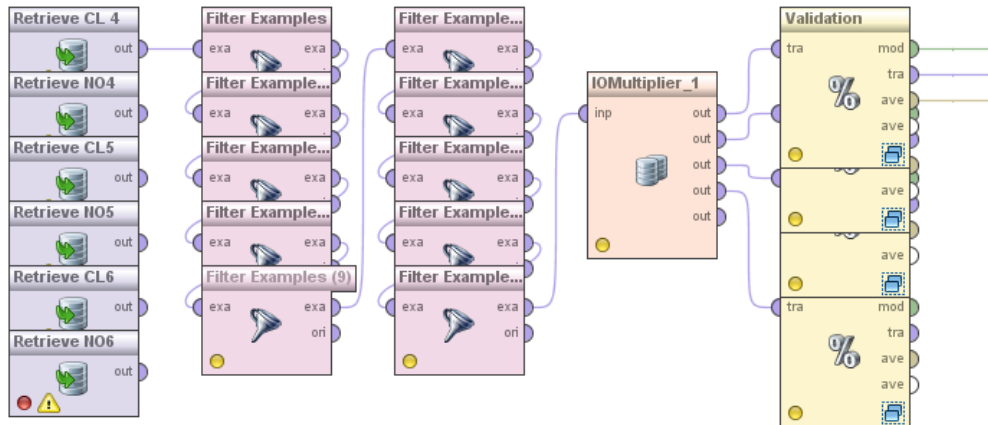 Retrieve CL 4
out
Retrieve NO4
out
Retrieve CL5
out
Retrieve NO5
out
Retrieve CL6
out
Retrieve NO6
out
Filter Examples
exa exa
Filter Example...
exa exa
Filter Example...
exa exa
Filter Example...
exa exa
Filter Examples (9)
exa exa
ori
Filter Example...
exa exa
Filter Example...
exa exa
Filter Example...
exa exa
Filter Example...
exa exa
Filter Example...
exa exa
ori
IOMultiplier_1
inp out
out
out
out
out
Validation
tra mod
tra
%
ave
ave
ave
ave
tra mod
tra
%
ave
ave